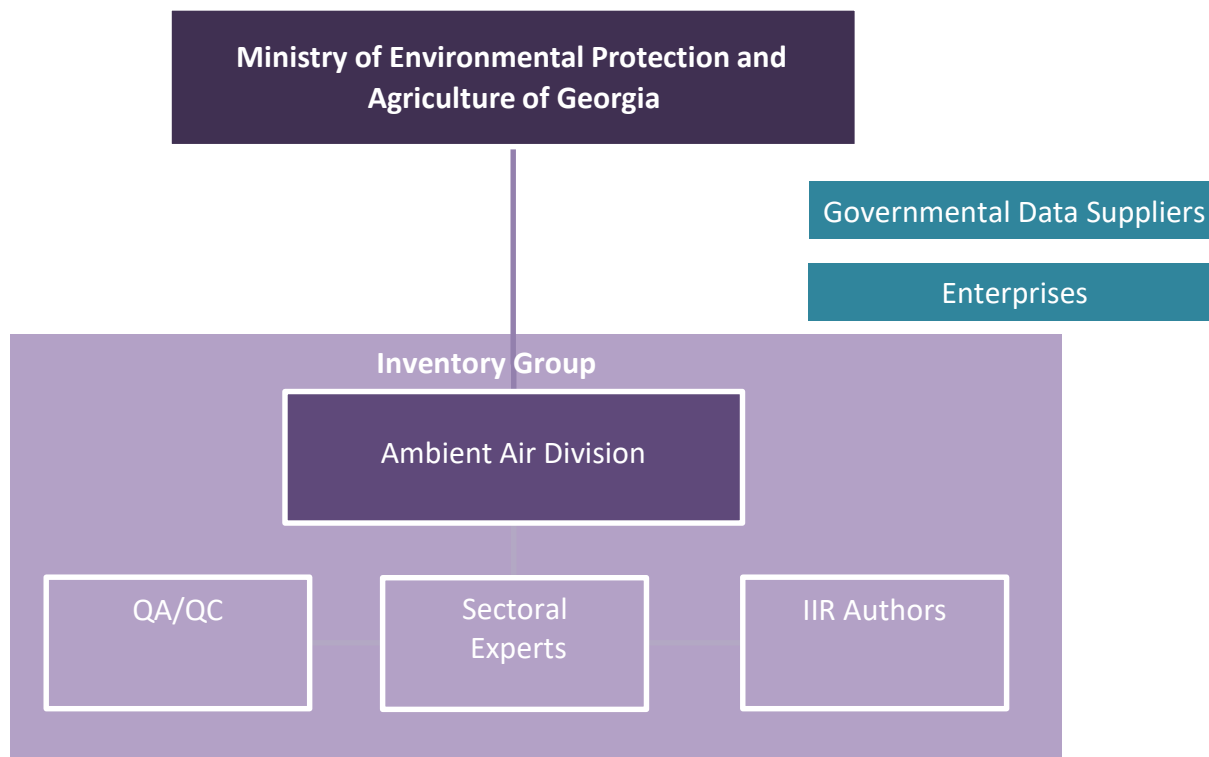 Ministry of Environmental Protection and
Agriculture of Georgia
Governmental Data Suppliers
Enterprises
Inventory Group
Ambient Air Division
QA/QC
Sectoral
Experts
IIR Authors